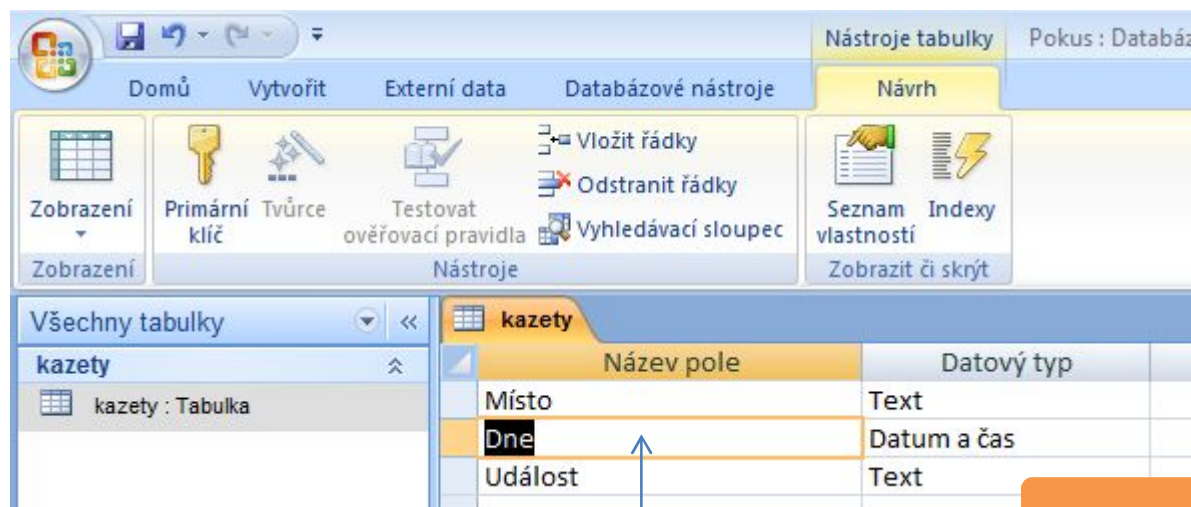 Nástroje tabulky Pokus : Databáz
Domů Vytvořit Externí data Databázové nástroje Návrh
Zobrazení
Primární klíč
Tvůrce
Testovat
ověřovací pravidla
Vložit řádky
Odstranit řádky
Vyhledávací sloupec
Seznam
vlastností
Indexy
Zobrazení Nástroje Zobrazit či skrýt
Všechny tabulky
kazety
kazety : Tabulka
kazety
Název pole Datový typ
Místo Text
Dne Datum a čas
Událost Text